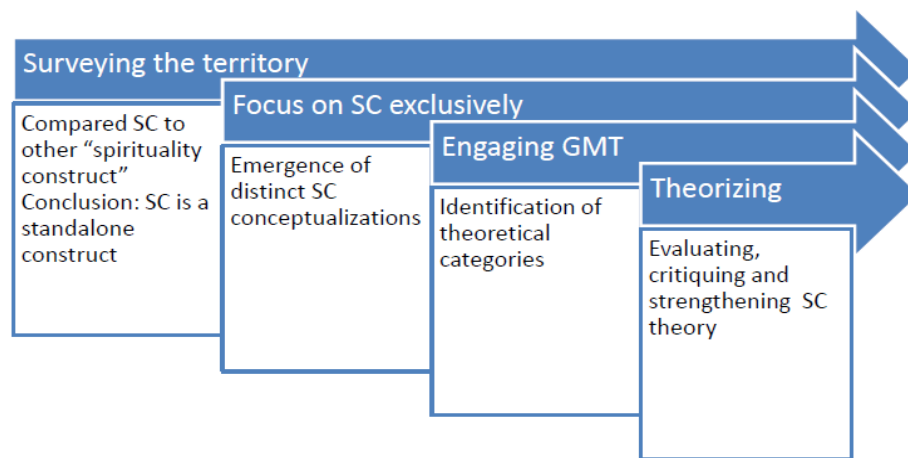 Surveying the territory
Compared SC to
other “spirituality
construct”
Conclusion: SC is a
standalone
construct
Focus on SC exclusively
Emergence of
distinct SC
conceptualizations
Engaging GMT
Identification of
theoretical
categories
Theorizing
Evaluating,
critiquing and
strengthening SC
theory